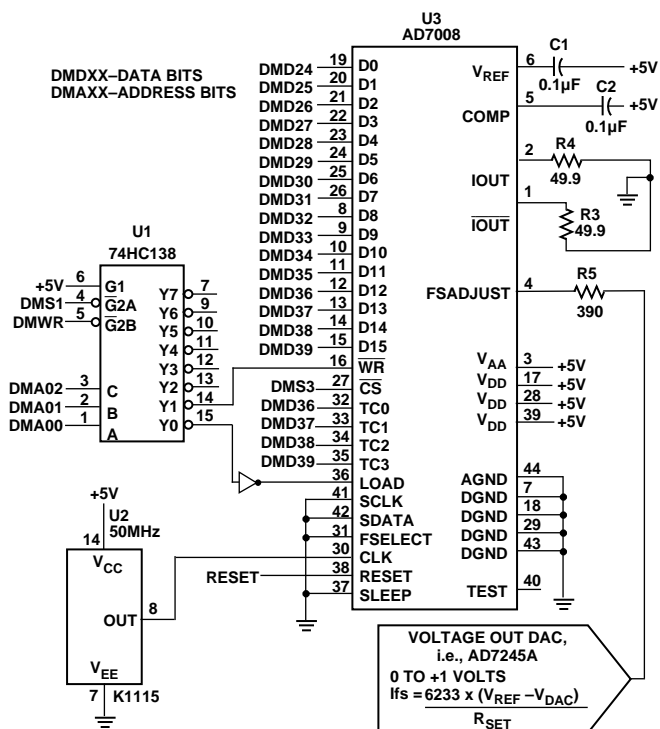 U3
AD7008
DMDXX–DATA BITS
DMAXX–ADDRESS BITS
DMD24 19 D0
DMD25 20 D1
DMD26 21 D2
DMD27 22 D3
DMD28 23 D4
DMD29 24 D5
DMD30 25 D6
DMD31 26 D7
DMD32 8 D8
DMD33 9 D9
DMD34 10 D10
DMD35 11 D11
DMD36 12 D12
DMD37 13 D13
DMD38 14 D14
DMD39 15 D15
16 WR
DMS3 27 CS
DMD36 32 TC0
DMD37 33 TC1
DMD38 34 TC2
DMD39 35 TC3
36 LOAD
41 SCLK
42 SDATA
31 FSELECT
30 CLK
RESET 38 RESET
37 SLEEP
VREF 6 C1 0.1µF +5V
COMP 5 C2 0.1µF +5V
IOUT 2 R4 49.9
IOUT 1 R3 49.9
FSADJUST 4 R5 390
VAA 3 +5V
VDD 17 +5V
VDD 28 +5V
VDD 39 +5V
AGND 44
DGND 7
DGND 18
DGND 29
DGND 43
TEST 40
U1
74HC138
+5V 6 G1
DMS1 4 G2A
DMWR 5 G2B
DMA02 3 C
DMA01 2 B
DMA00 1 A
Y7 7
Y6 9
Y5 10
Y4 11
Y3 12
Y2 13
Y1 14
Y0 15
+5V
U2
50MHz
14
VCC
OUT 8
VEE
7 K1115
VOLTAGE OUT DAC,
i.e., AD7245A
0 TO +1 VOLTS
Ifs = 6233 x (VREF –VDAC)
RSET